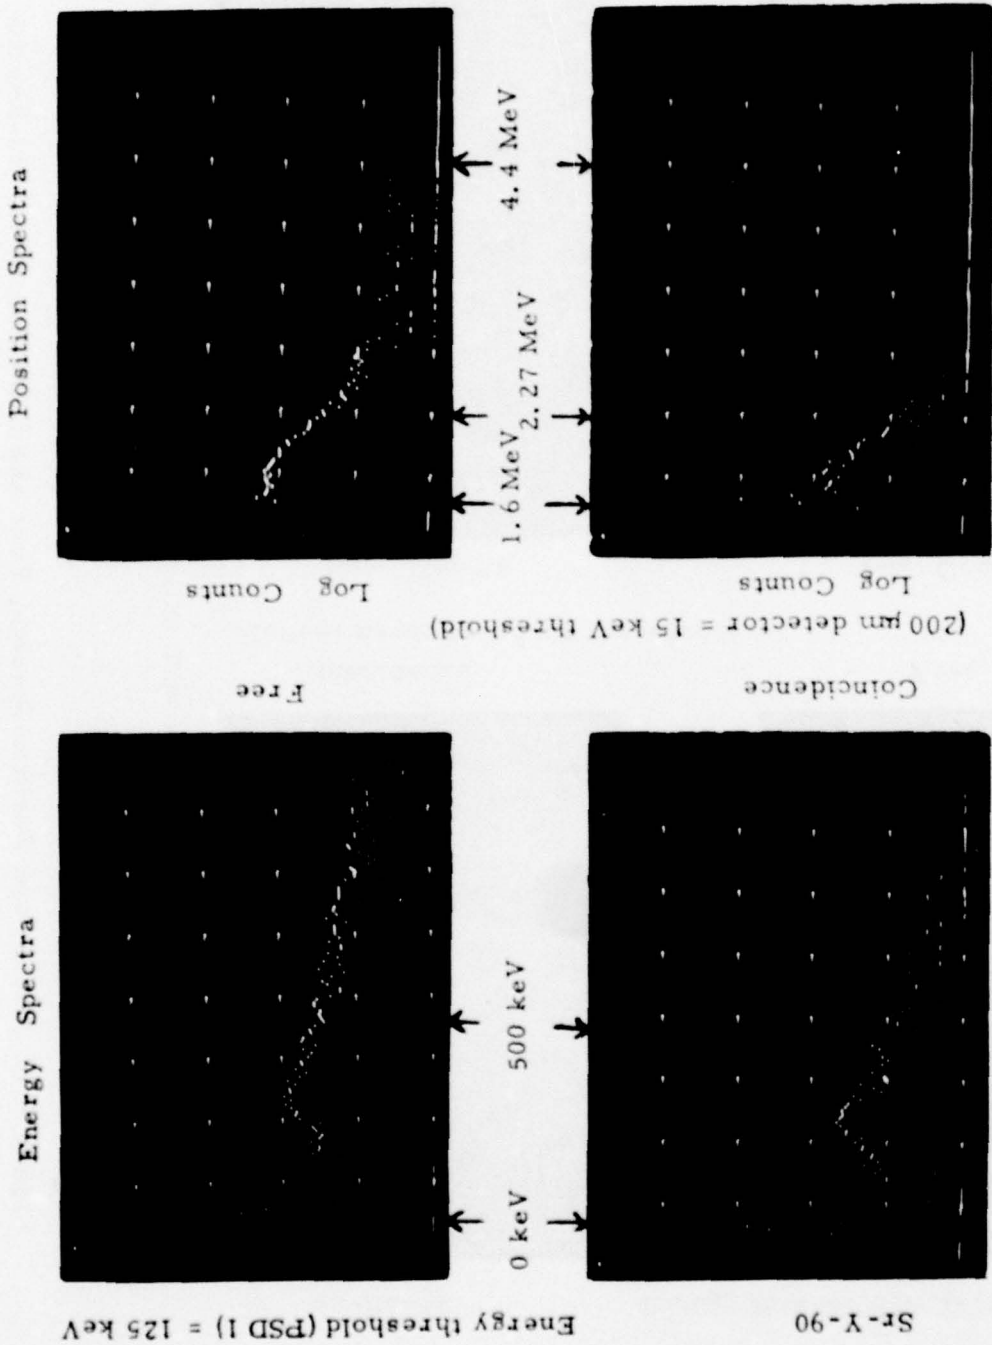 Energy Spectra
Position Spectra
Free
Log Counts
0 keV
500 keV
1.6 MeV
2.27 MeV
4.4 MeV
Coincidence
Log Counts
(200 µm detector = 15 keV threshold)
Energy threshold (PSD 1) = 125 keV
Sr-Y-90